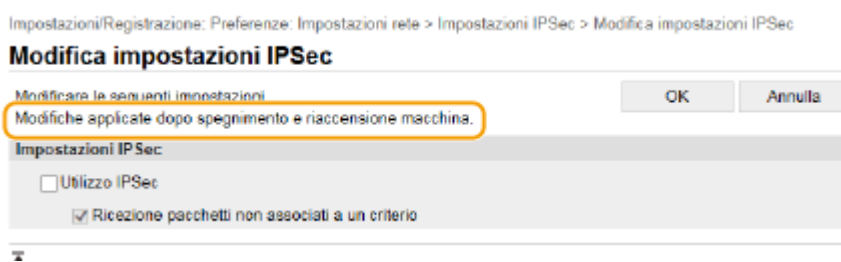 Impostazioni/Registrazione: Preferenze: Impostazioni rete > Impostazioni IPSec > Modifica impostazioni IPSec
Modifica impostazioni IPSec
Modificare le seguenti impostazioni
OK
Annulla
Modifiche applicate dopo spegnimento e riaccensione macchina.
Impostazioni IPSec
Utilizzo IPSec
Ricezione pacchetti non associati a un criterio